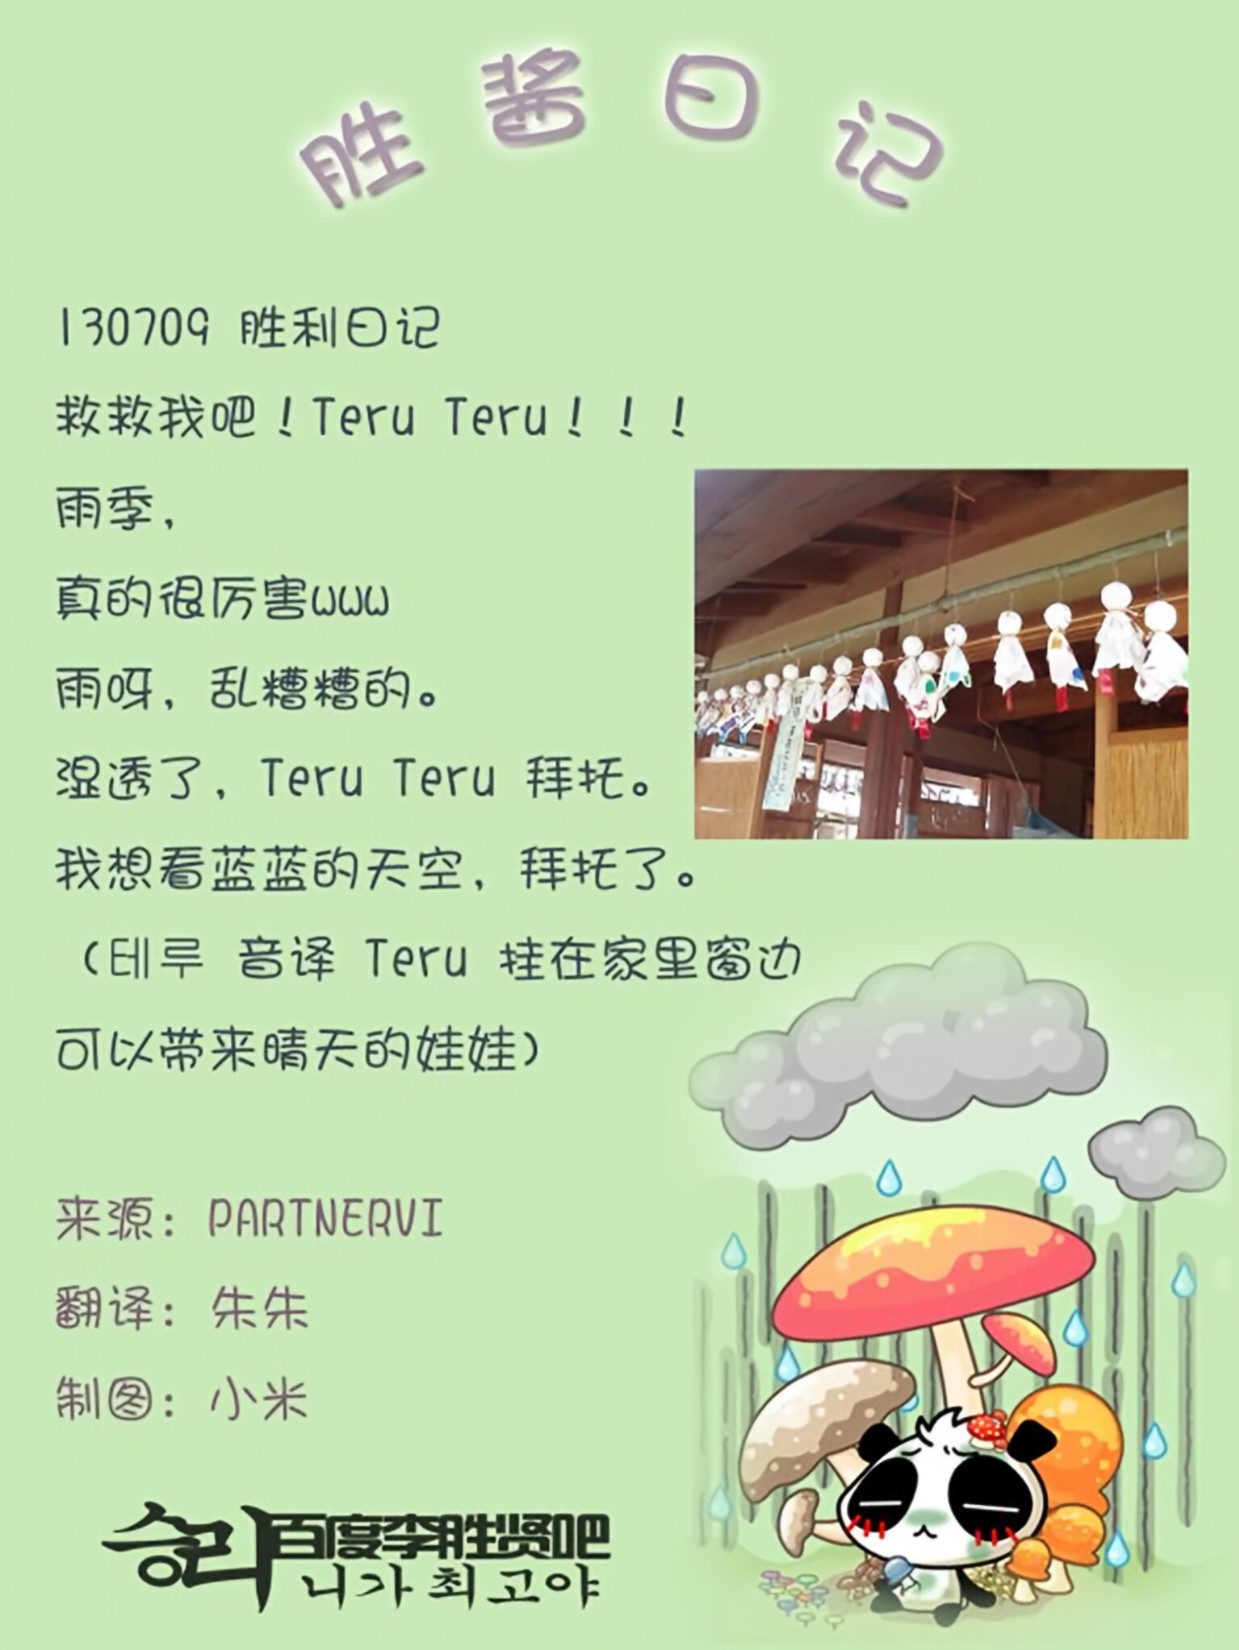 胜酱日记
130709 胜利日记
救救我吧！Teru Teru！！！
雨季，
真的很厉害www
雨呀，乱糟糟的。
湿透了，Teru Teru 拜托。
我想看蓝蓝的天空，拜托了。
（테루 音译 Teru 挂在家里窗边
可以带来晴天的娃娃）
来源：PARTNERVI
翻译：朱朱
制图：小米
승리百度李胜贤吧
니가 최고야